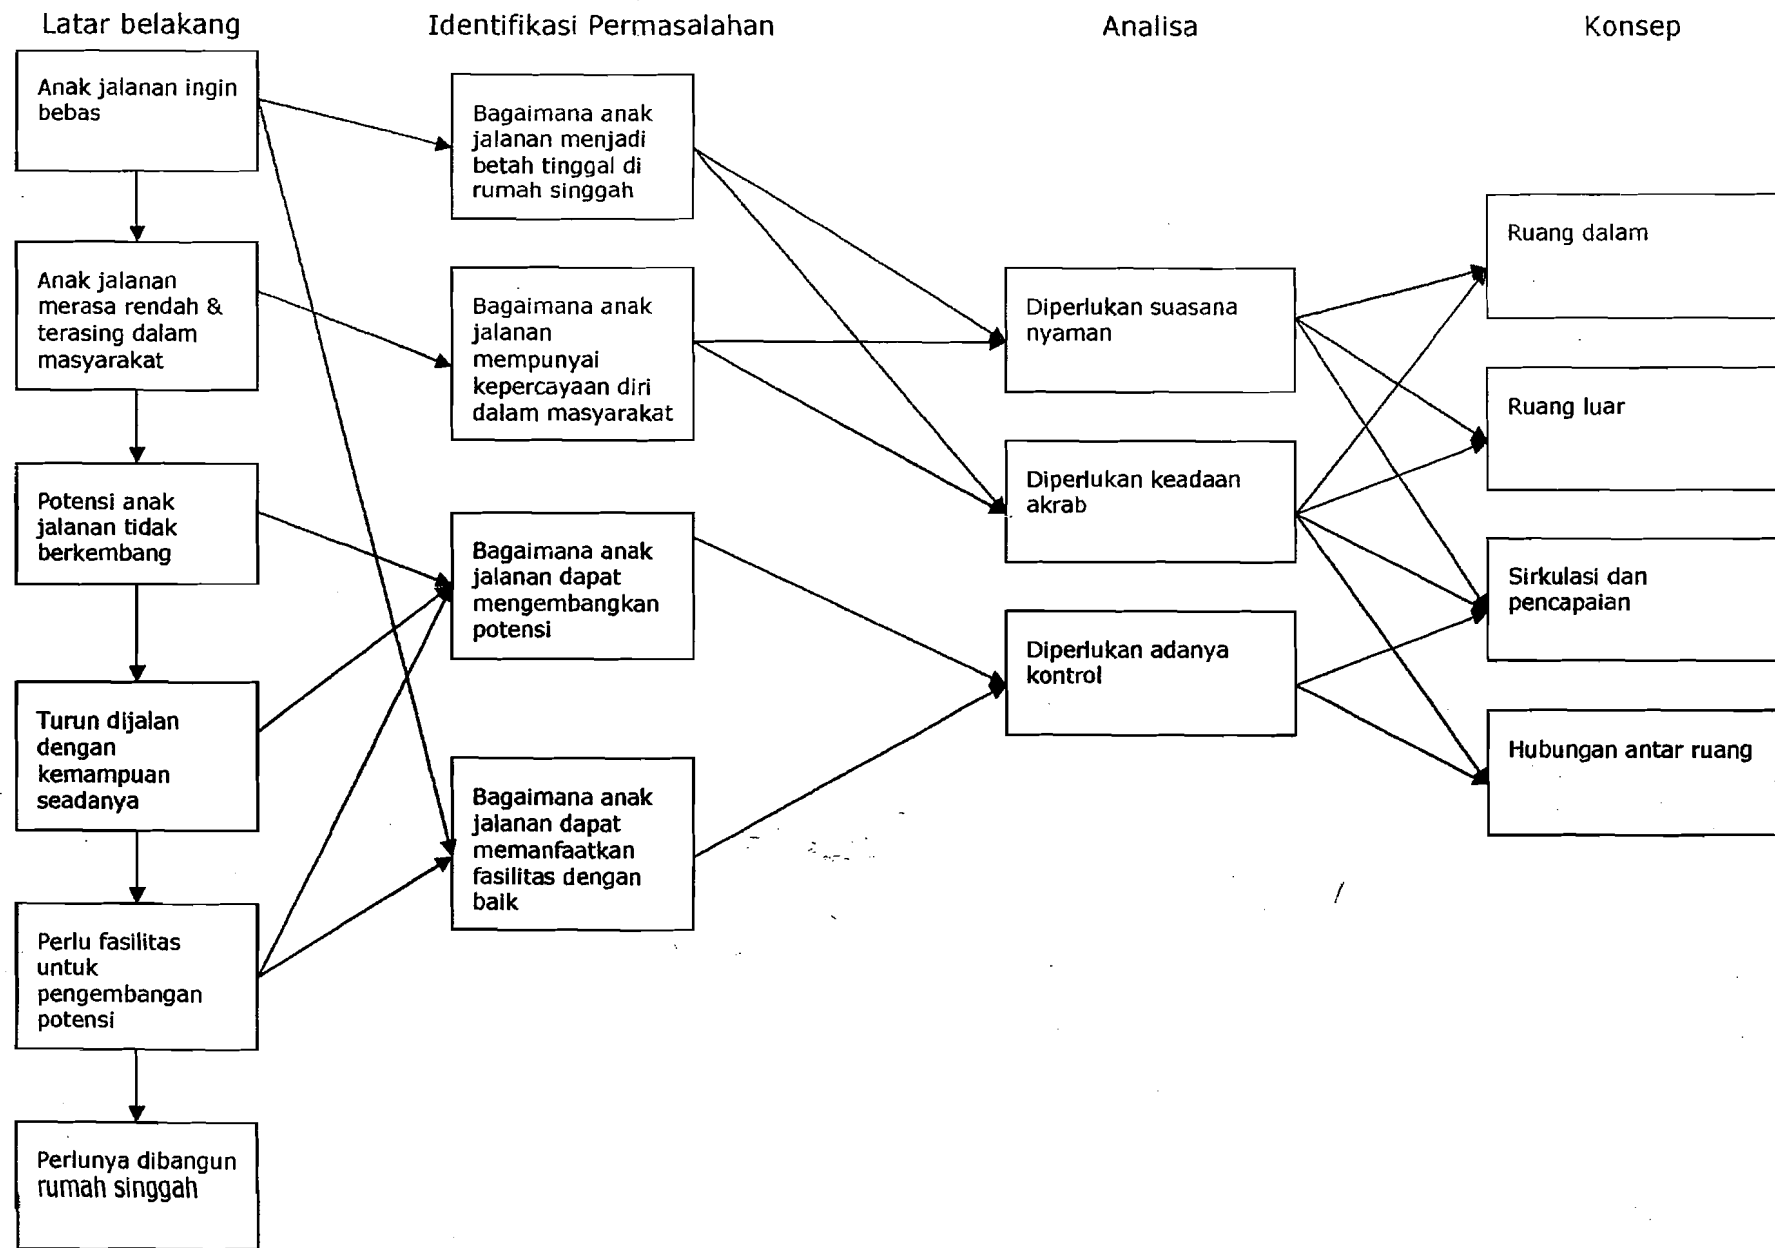 Latar belakang
Anak jalanan ingin
bebas
Anak jalanan
merasa rendah &
terasing dalam
masyarakat
Potensi anak
jalanan tidak
berkembang
Turun dijalan
dengan
kemampuan
seadanya
Perlu fasilitas
untuk
pengembangan
potensi
Perlunya dibangun
rumah singgah
Identifikasi Permasalahan
Bagaimana anak
jalanan menjadi
betah tinggal di
rumah singgah
Bagaimana anak
jalanan
mempunyai
kepercayaan diri
dalam masyarakat
Bagaimana anak
jalanan dapat
mengembangkan
potensi
Bagaimana anak
jalanan dapat
memanfaatkan
fasilitas dengan
baik
Analisa
Diperlukan suasana
nyaman
Diperlukan keadaan
akrab
Diperlukan adanya
kontrol
Konsep
Ruang dalam
Ruang luar
Sirkulasi dan
pencapaian
Hubungan antar ruang